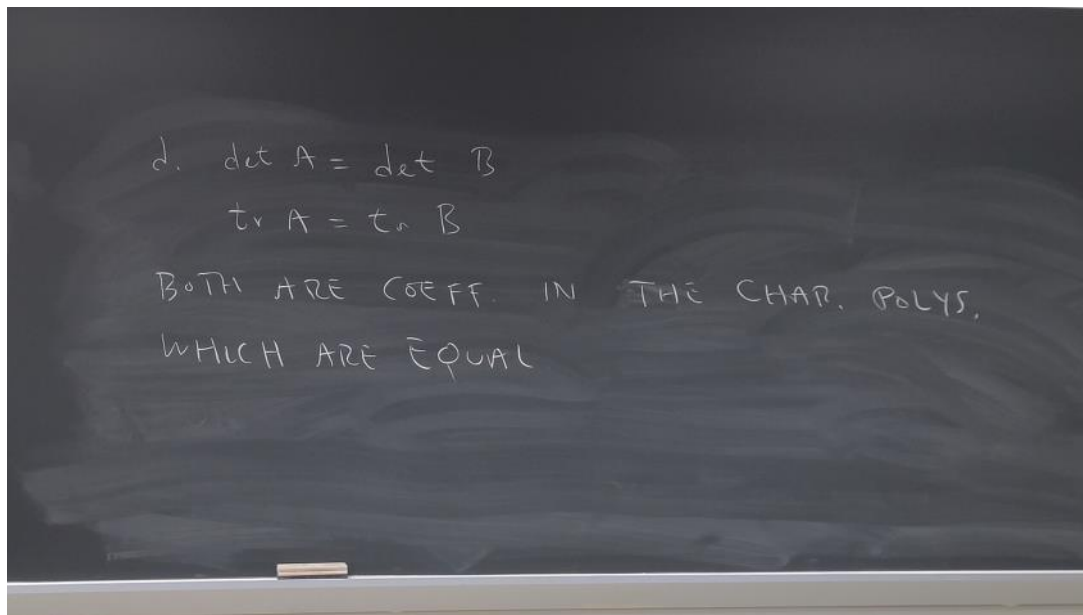 d. det A = det B
tr A = tr B
BOTH ARE COEFF. IN THE CHAR. POLYS.
WHICH ARE EQUAL